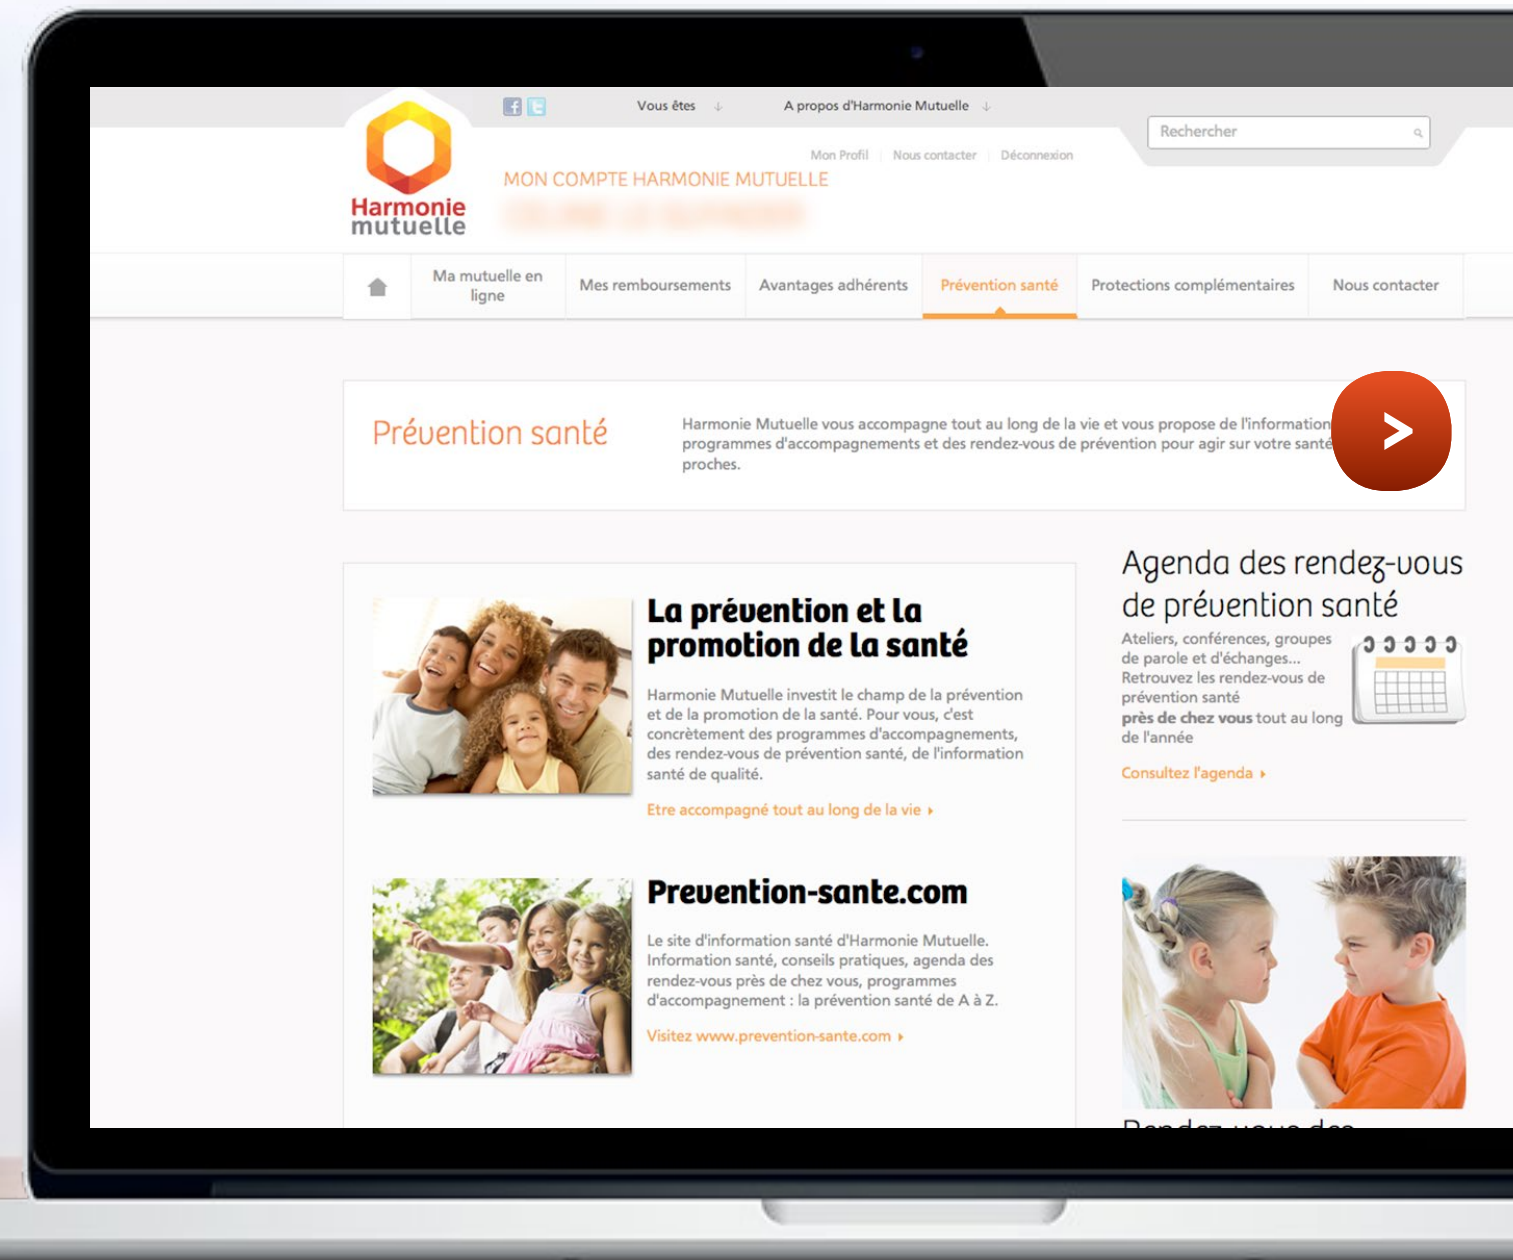 Vous êtes
A propos d'Harmonie Mutuelle
Rechercher
Mon Profil
Nous contacter
Déconnexion
Harmonie
mutuelle
MON COMPTE HARMONIE MUTUELLE
Ma mutuelle en
ligne
Mes remboursements
Avantages adhérents
Prévention santé
Protections complémentaires
Nous contacter
Prévention santé
Harmonie Mutuelle vous accompagne tout au long de la vie et vous propose de l'information
programmes d'accompagnements et des rendez-vous de prévention pour agir sur votre santé
proches.
>
La prévention et la
promotion de la santé
Harmonie Mutuelle investit le champ de la prévention
et de la promotion de la santé. Pour vous, c'est
concrètement des programmes d'accompagnements,
des rendez-vous de prévention santé, de l'information
santé de qualité.
Etre accompagné tout au long de la vie
Prevention-sante.com
Le site d'information santé d'Harmonie Mutuelle.
Information santé, conseils pratiques, agenda des
rendez-vous près de chez vous, programmes
d'accompagnement : la prévention santé de A à Z.
Visitez www.prevention-sante.com
Agenda des rendez-vous
de prévention santé
Ateliers, conférences, groupes
de parole et d'échanges...
Retrouvez les rendez-vous de
prévention santé
près de chez vous tout au long
de l'année
Consultez l'agenda
Rendez-vous des